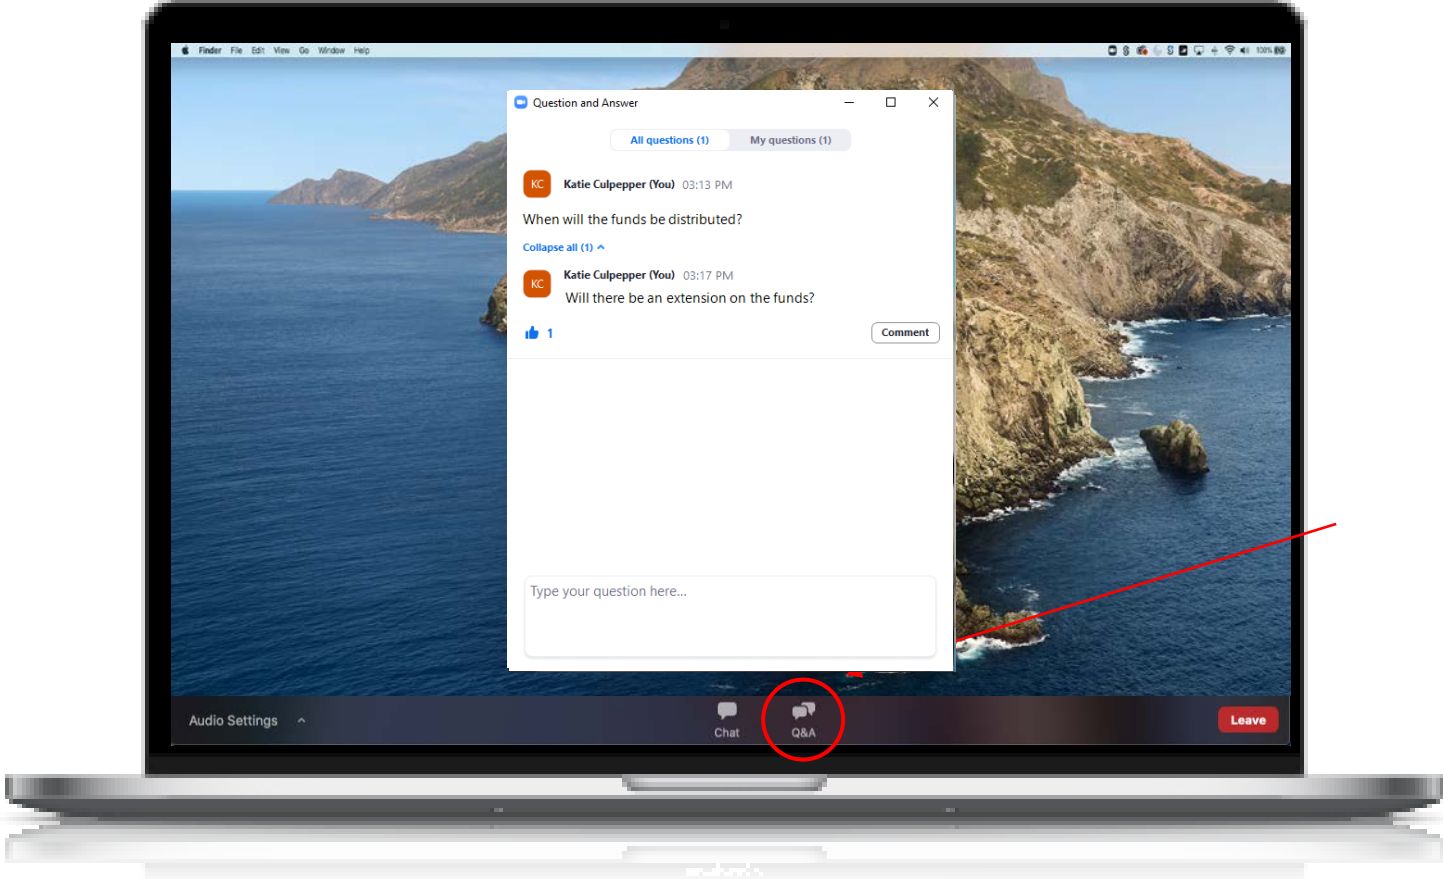 Finder File Edit View Go Window Help
100%
Question and Answer
All questions (1) My questions (1)
KC Katie Culpepper (You) 03:13 PM
When will the funds be distributed?
Collapse all (1)
KC Katie Culpepper (You) 03:17 PM
Will there be an extension on the funds?
1 Comment
Type your question here...
Audio Settings Chat Q&A Leave